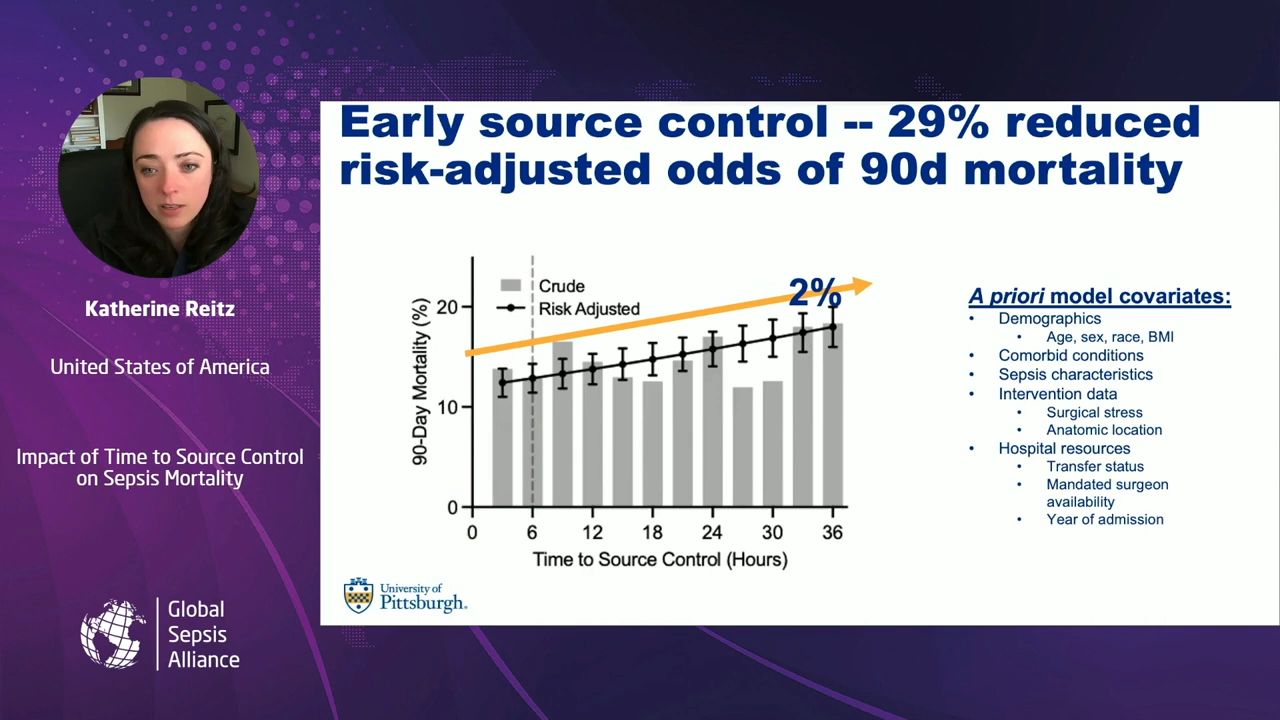 Early source control -- 29% reduced
risk-adjusted odds of 90d mortality
Katherine Reitz
United States of America
Impact of Time to Source Control
on Sepsis Mortality
Global
Sepsis
Alliance
Crude
Risk Adjusted
2%
90-Day Mortality (%)
20
10
0
0 6 12 18 24 30 36
Time to Source Control (Hours)
A priori model covariates:
• Demographics
• Age, sex, race, BMI
• Comorbid conditions
• Sepsis characteristics
• Intervention data
• Surgical stress
• Anatomic location
• Hospital resources
• Transfer status
• Mandated surgeon
availability
• Year of admission
University of
Pittsburgh.